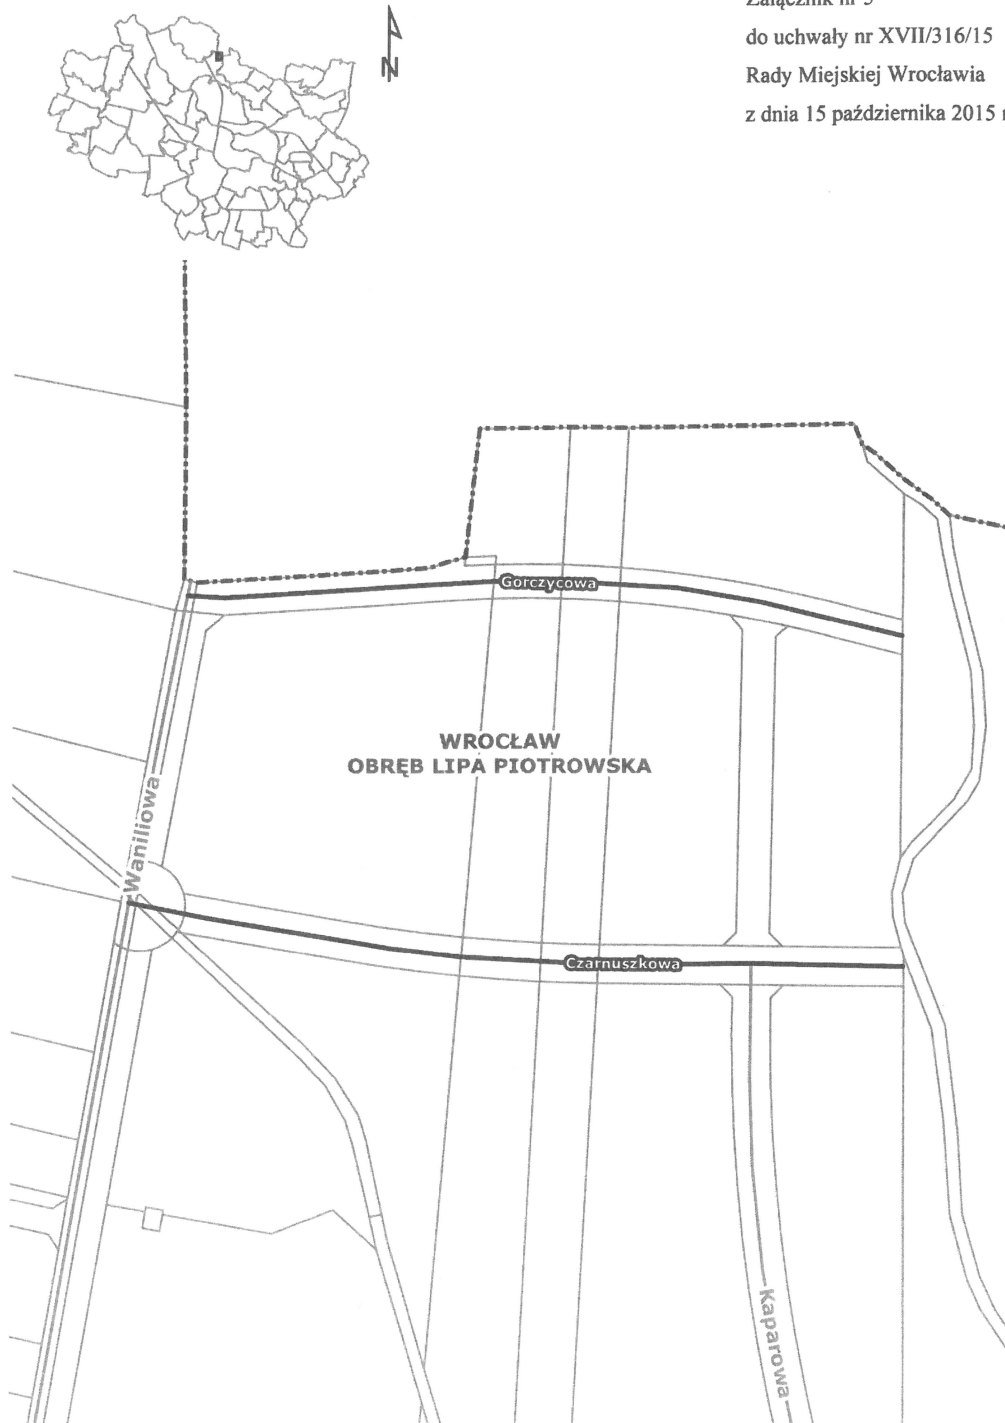 Załącznik nr
do uchwały nr XVII/316/15
Rady Miejskiej Wrocławia
z dnia 15 października 2015 r
N
Gorczycowa
WROCŁAW
OBRĘB LIPA PIOTROWSKA
Waniliowa
Czarnuszkowa
Kaparowa